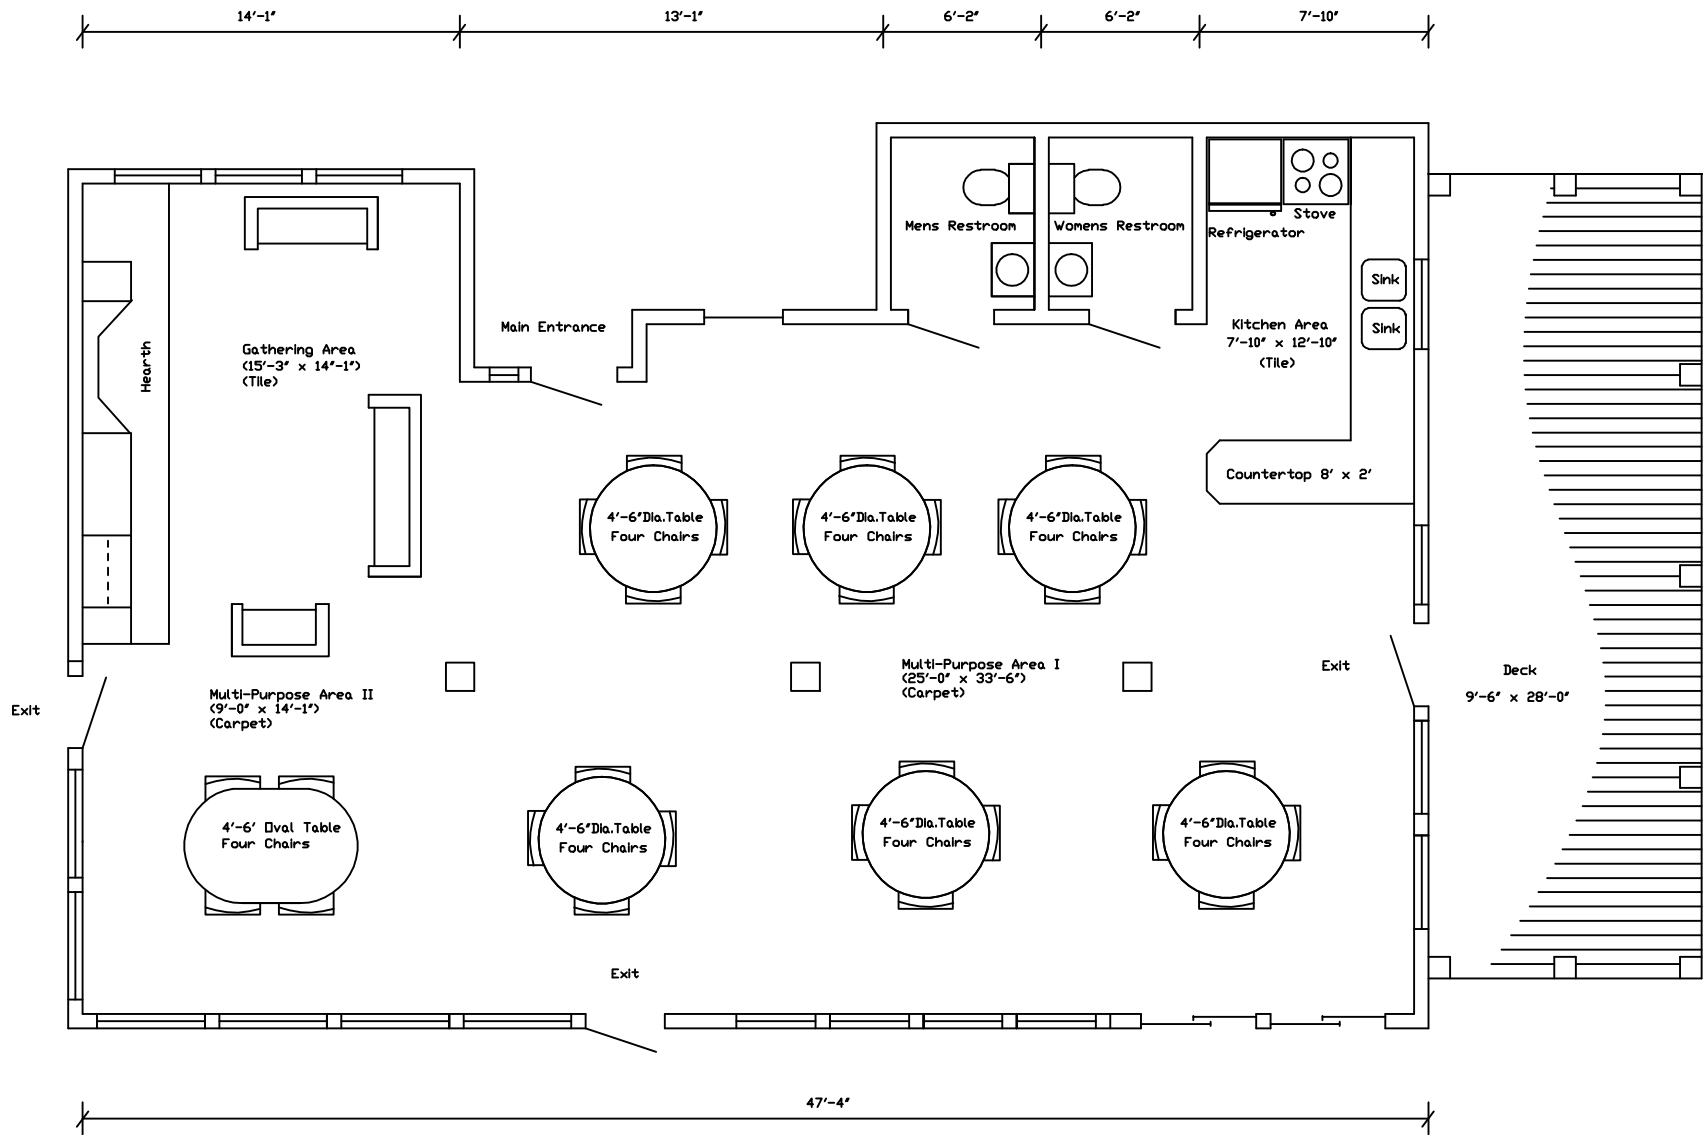 14'-1"
13'-1"
6'-2"
6'-2"
7'-10"
Mens Restroom
Womens Restroom
Stove
Refrigerator
Sink
Sink
Main Entrance
Kitchen Area
7'-10" x 12'-10"
(Tile)
Gathering Area
(15'-3" x 14"-1")
(Tile)
Hearth
Countertop 8' x 2'
4'-6"Dia.Table
Four Chairs
4'-6"Dia.Table
Four Chairs
4'-6"Dia.Table
Four Chairs
Multi-Purpose Area I
(25'-0" x 33'-6")
(Carpet)
Exit
Deck
9'-6" x 28'-0"
Multi-Purpose Area II
(9'-0" x 14'-1")
(Carpet)
Exit
4'-6' Oval Table
Four Chairs
4'-6"Dia.Table
Four Chairs
4'-6"Dia.Table
Four Chairs
4'-6"Dia.Table
Four Chairs
Exit
47'-4"